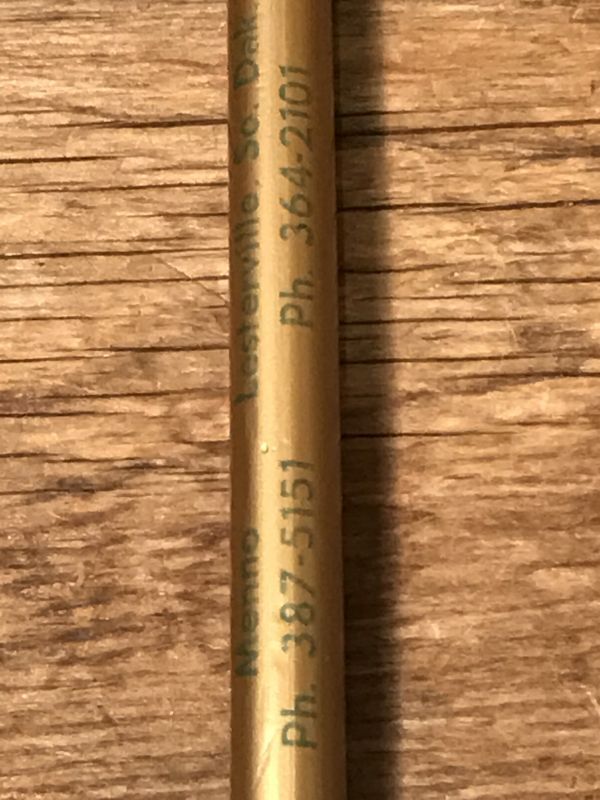 Menno Lesterville, So. Dak
Ph. 387-5151 Ph. 364-2101